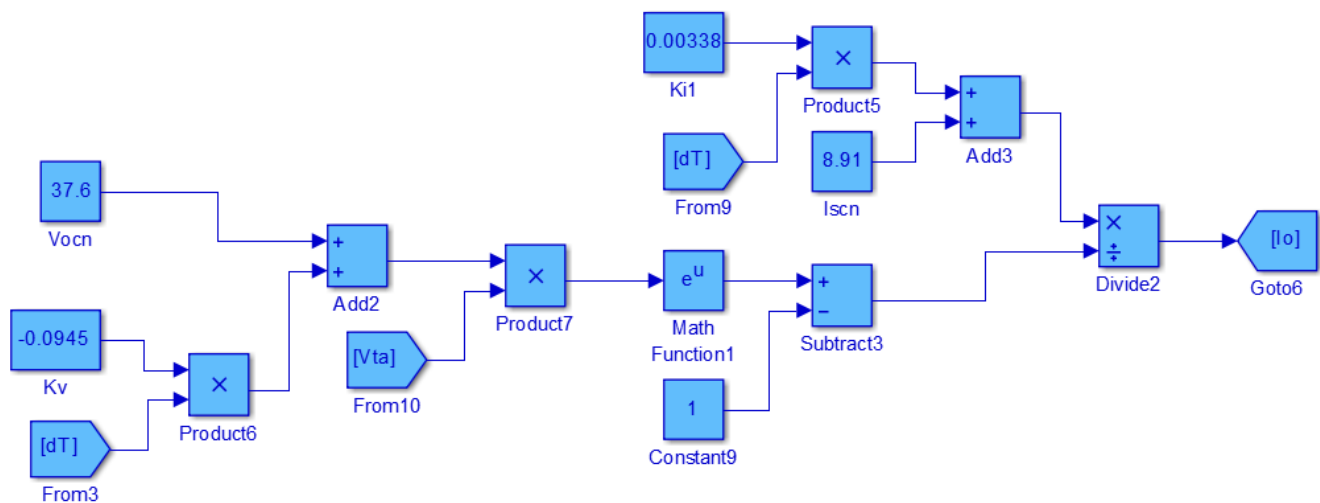 0.00338
Ki1
×
Product5
[dT]
From9
8.91
Iscn
+
+
Add3
37.6
Vocn
+
+
Add2
-0.0945
Kv
×
Product6
[dT]
From3
×
Product7
[Vta]
From10
e^u
Math
Function1
+
−
Subtract3
1
Constant9
×
÷
Divide2
[Io]
Goto6